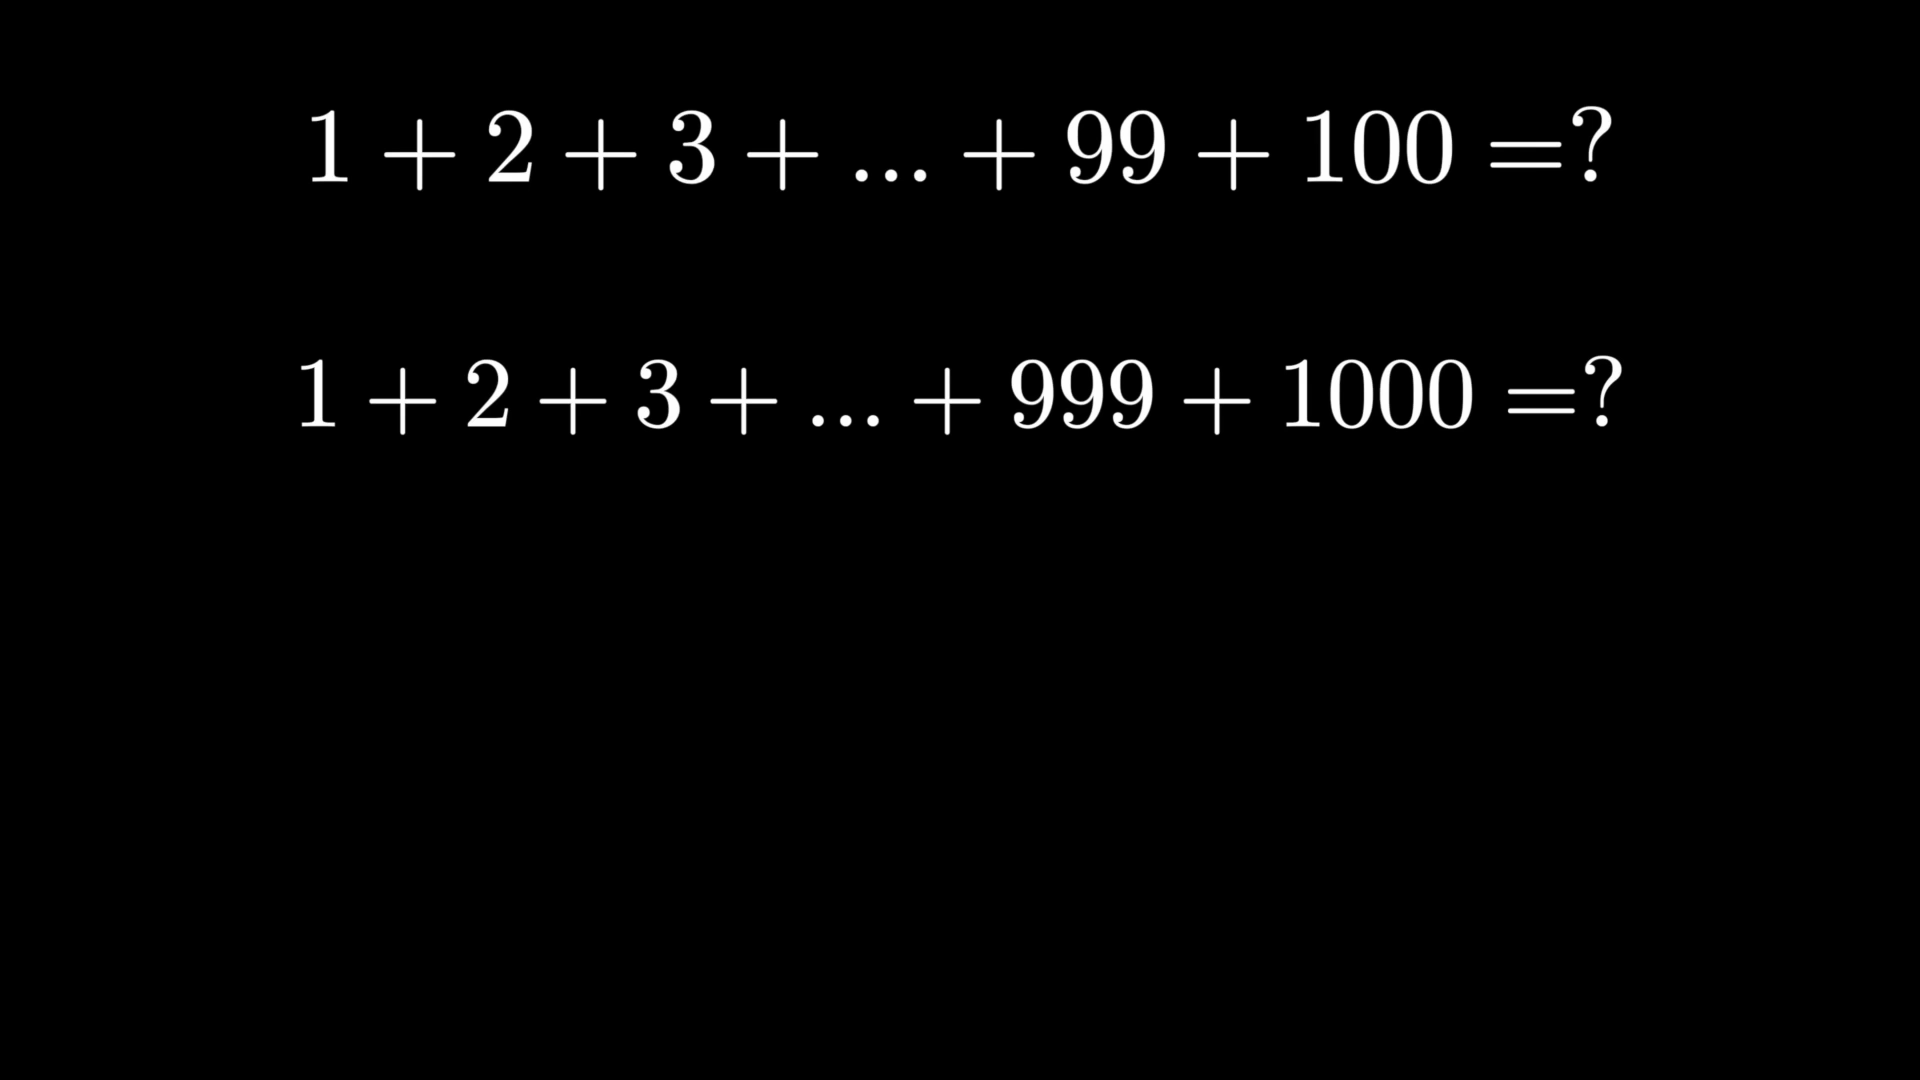 1 + 2 + 3 + ... + 99 + 100 =?
1 + 2 + 3 + ... + 999 + 1000 =?